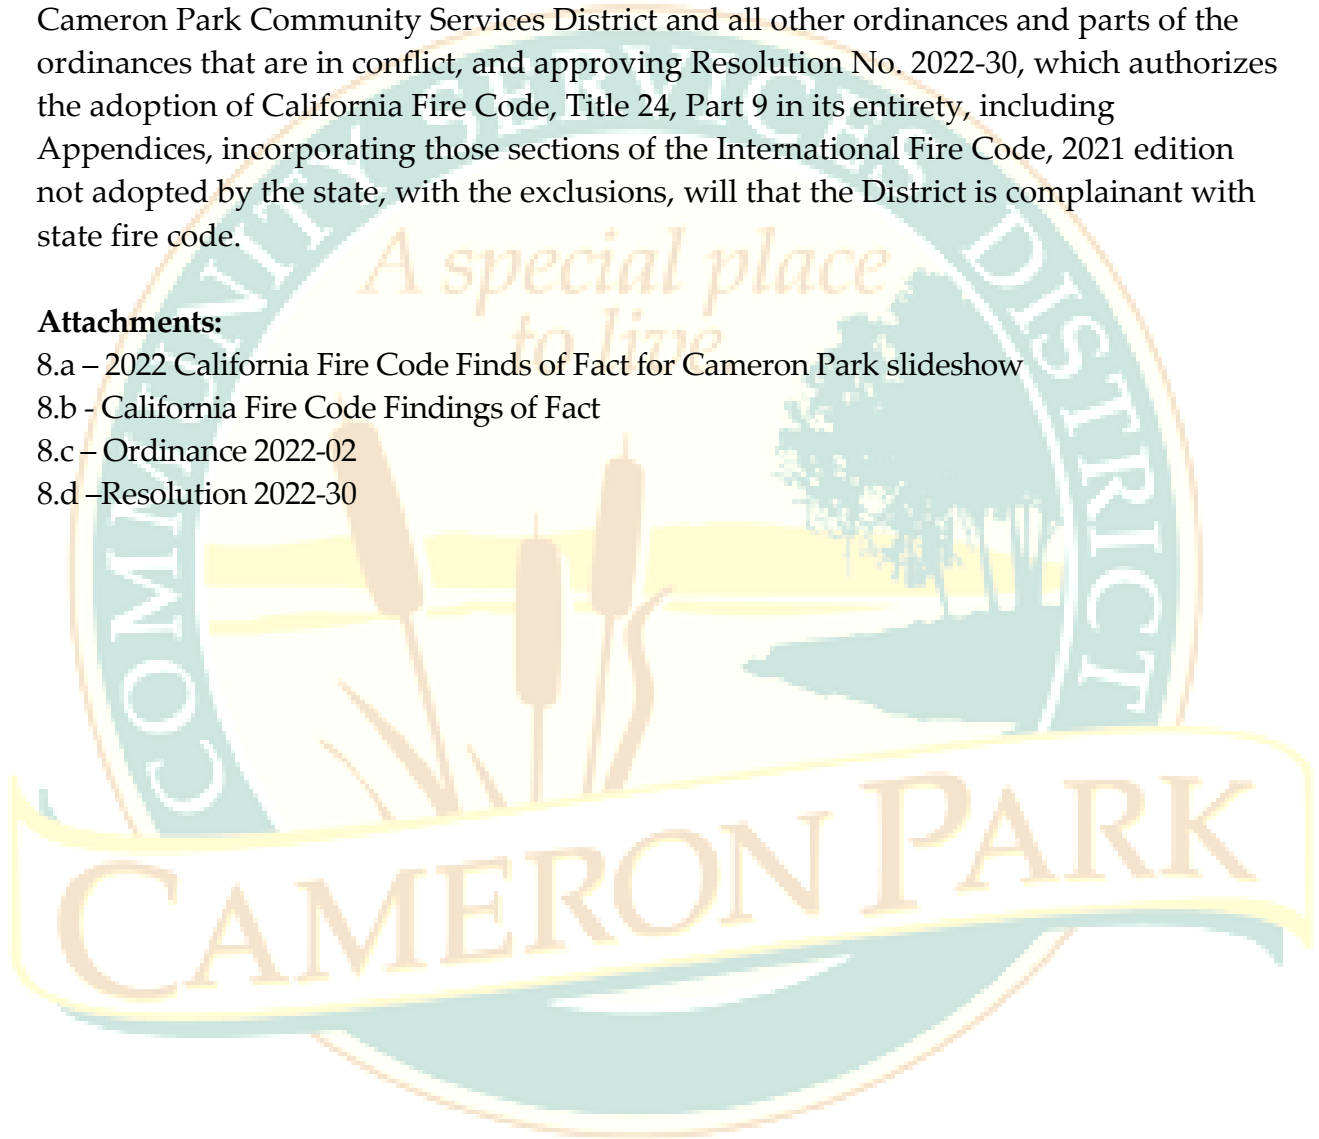 Cameron Park Community Services District and all other ordinances and parts of the
ordinances that are in conflict, and approving Resolution No. 2022-30, which authorizes
the adoption of California Fire Code, Title 24, Part 9 in its entirety, including
Appendices, incorporating those sections of the International Fire Code, 2021 edition
not adopted by the state, with the exclusions, will that the District is complainant with
state fire code.
Attachments:
8.a – 2022 California Fire Code Finds of Fact for Cameron Park slideshow
8.b - California Fire Code Findings of Fact
8.c – Ordinance 2022-02
8.d –Resolution 2022-30
COMMUNITY SERVICES DISTRICT
A special place
to live
CAMERON PARK